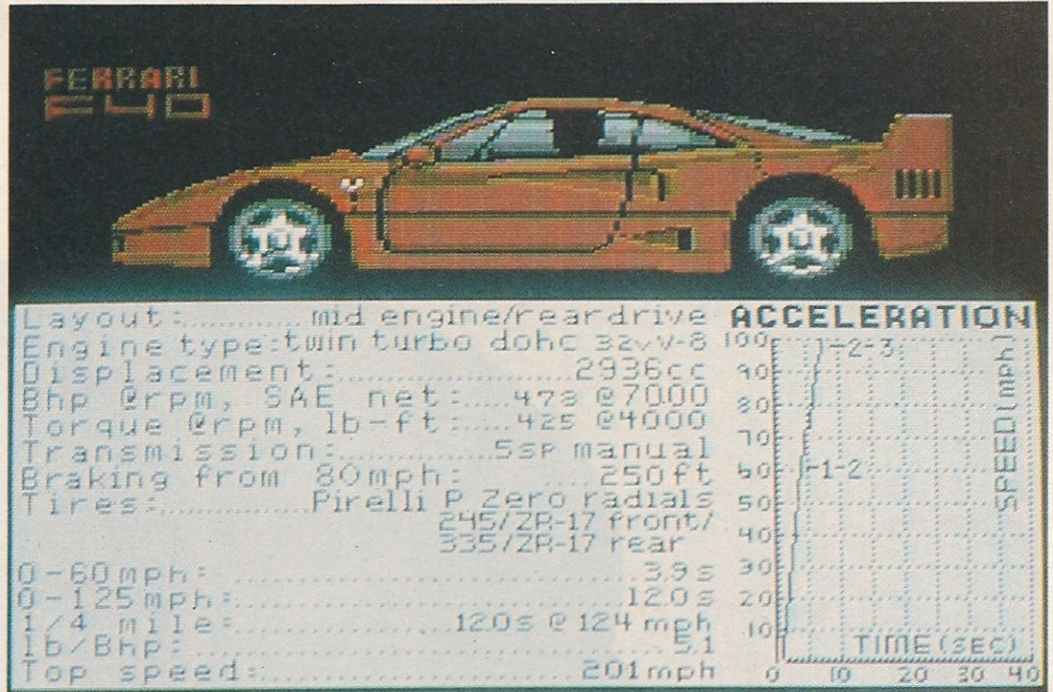 FERRARI
F40
Layout:............mid engine/rear drive
Engine type:twin turbo dohc 32v V-8
Displacement:......................2936cc
Bhp @rpm, SAE net:.....478 @7000
Torque @rpm, lb-ft:.....425 @4000
Transmission:................5SP manual
Braking from 80mph:.....250ft
Tires:.............Pirelli P Zero radials
245/ZR-17 front/
335/ZR-17 rear
0-60mph:.....................................3.9s
0-125mph:..................................12.0s
1/4 mile:....................12.0s @ 124 mph
lb/Bhp:.......................................5.1
Top speed:.............................201mph
ACCELERATION
100
90
80
70
60
50
40
30
20
10
-2-3
-1-2
SPEED(mph)
TIME(SEC)
0 10 20 30 40